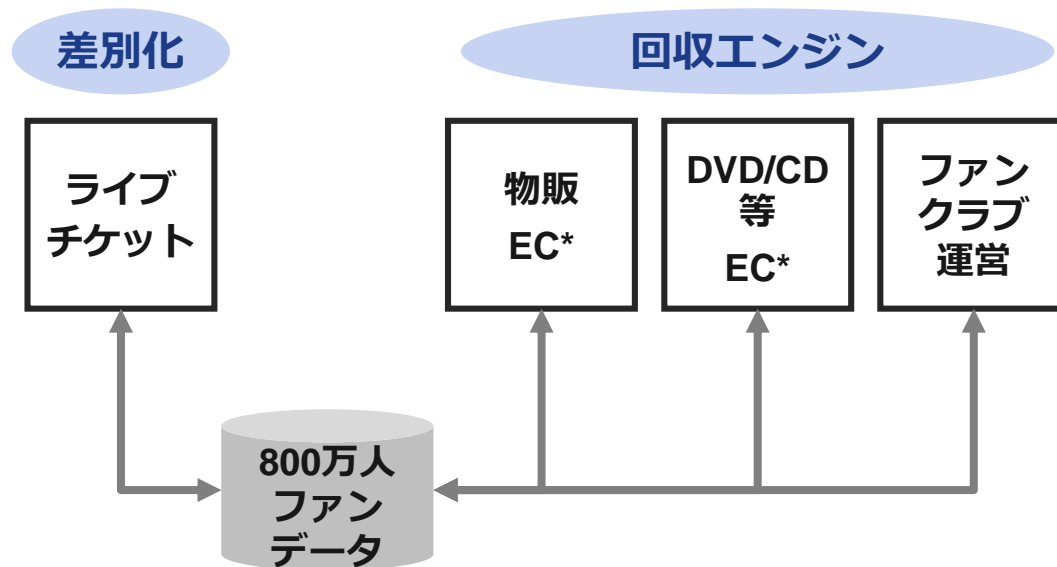 差別化
回収エンジン
ライブ
チケット
物販
EC*
DVD/CD
等
EC*
ファン
クラブ
運営
800万人
ファン
データ